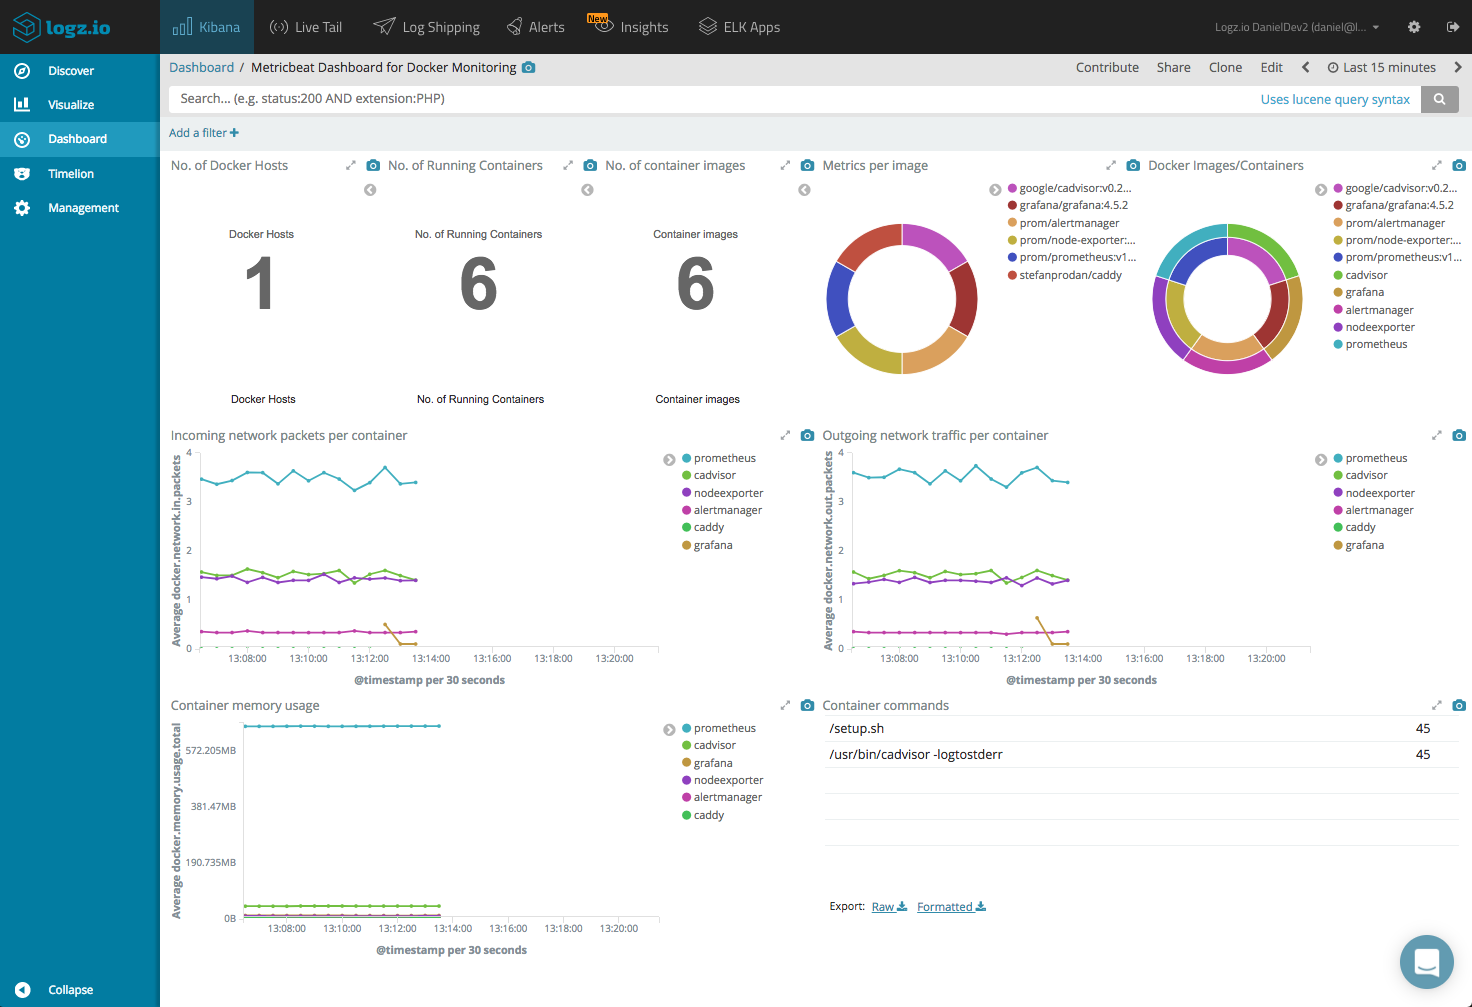 logz.io
Kibana
Live Tail
Log Shipping
Alerts
New
Insights
ELK Apps
Logz.io DanielDev2 (daniel@l...
Discover
Visualize
Dashboard
Timelion
Management
Collapse
Dashboard / Metricbeat Dashboard for Docker Monitoring
Contribute Share Clone Edit Last 15 minutes
Search... (e.g. status:200 AND extension:PHP)
Uses lucene query syntax
Add a filter +
No. of Docker Hosts
Docker Hosts
1
Docker Hosts
No. of Running Containers
No. of Running Containers
6
No. of Running Containers
No. of container images
Container images
6
Container images
Metrics per image
google/cadvisor:v0.2...
grafana/grafana:4.5.2
prom/alertmanager
prom/node-exporter:...
prom/prometheus:v1...
stefanprodan/caddy
Docker Images/Containers
google/cadvisor:v0.2...
grafana/grafana:4.5.2
prom/alertmanager
prom/node-exporter:...
prom/prometheus:v1...
cadvisor
grafana
alertmanager
nodeexporter
prometheus
Incoming network packets per container
Average docker.network.in.packets
4
3
2
1
0
13:08:00 13:10:00 13:12:00 13:14:00 13:16:00 13:18:00 13:20:00
@timestamp per 30 seconds
prometheus
cadvisor
nodeexporter
alertmanager
caddy
grafana
Outgoing network traffic per container
Average docker.network.out.packets
4
3
2
1
0
13:08:00 13:10:00 13:12:00 13:14:00 13:16:00 13:18:00 13:20:00
@timestamp per 30 seconds
prometheus
cadvisor
nodeexporter
alertmanager
caddy
grafana
Container memory usage
Average docker.memory.usage.total
572.205MB
381.47MB
190.735MB
0B
13:08:00 13:10:00 13:12:00 13:14:00 13:16:00 13:18:00 13:20:00
@timestamp per 30 seconds
prometheus
cadvisor
grafana
nodeexporter
alertmanager
caddy
Container commands
/setup.sh 45
/usr/bin/cadvisor -logtostderr 45
Export: Raw Formatted